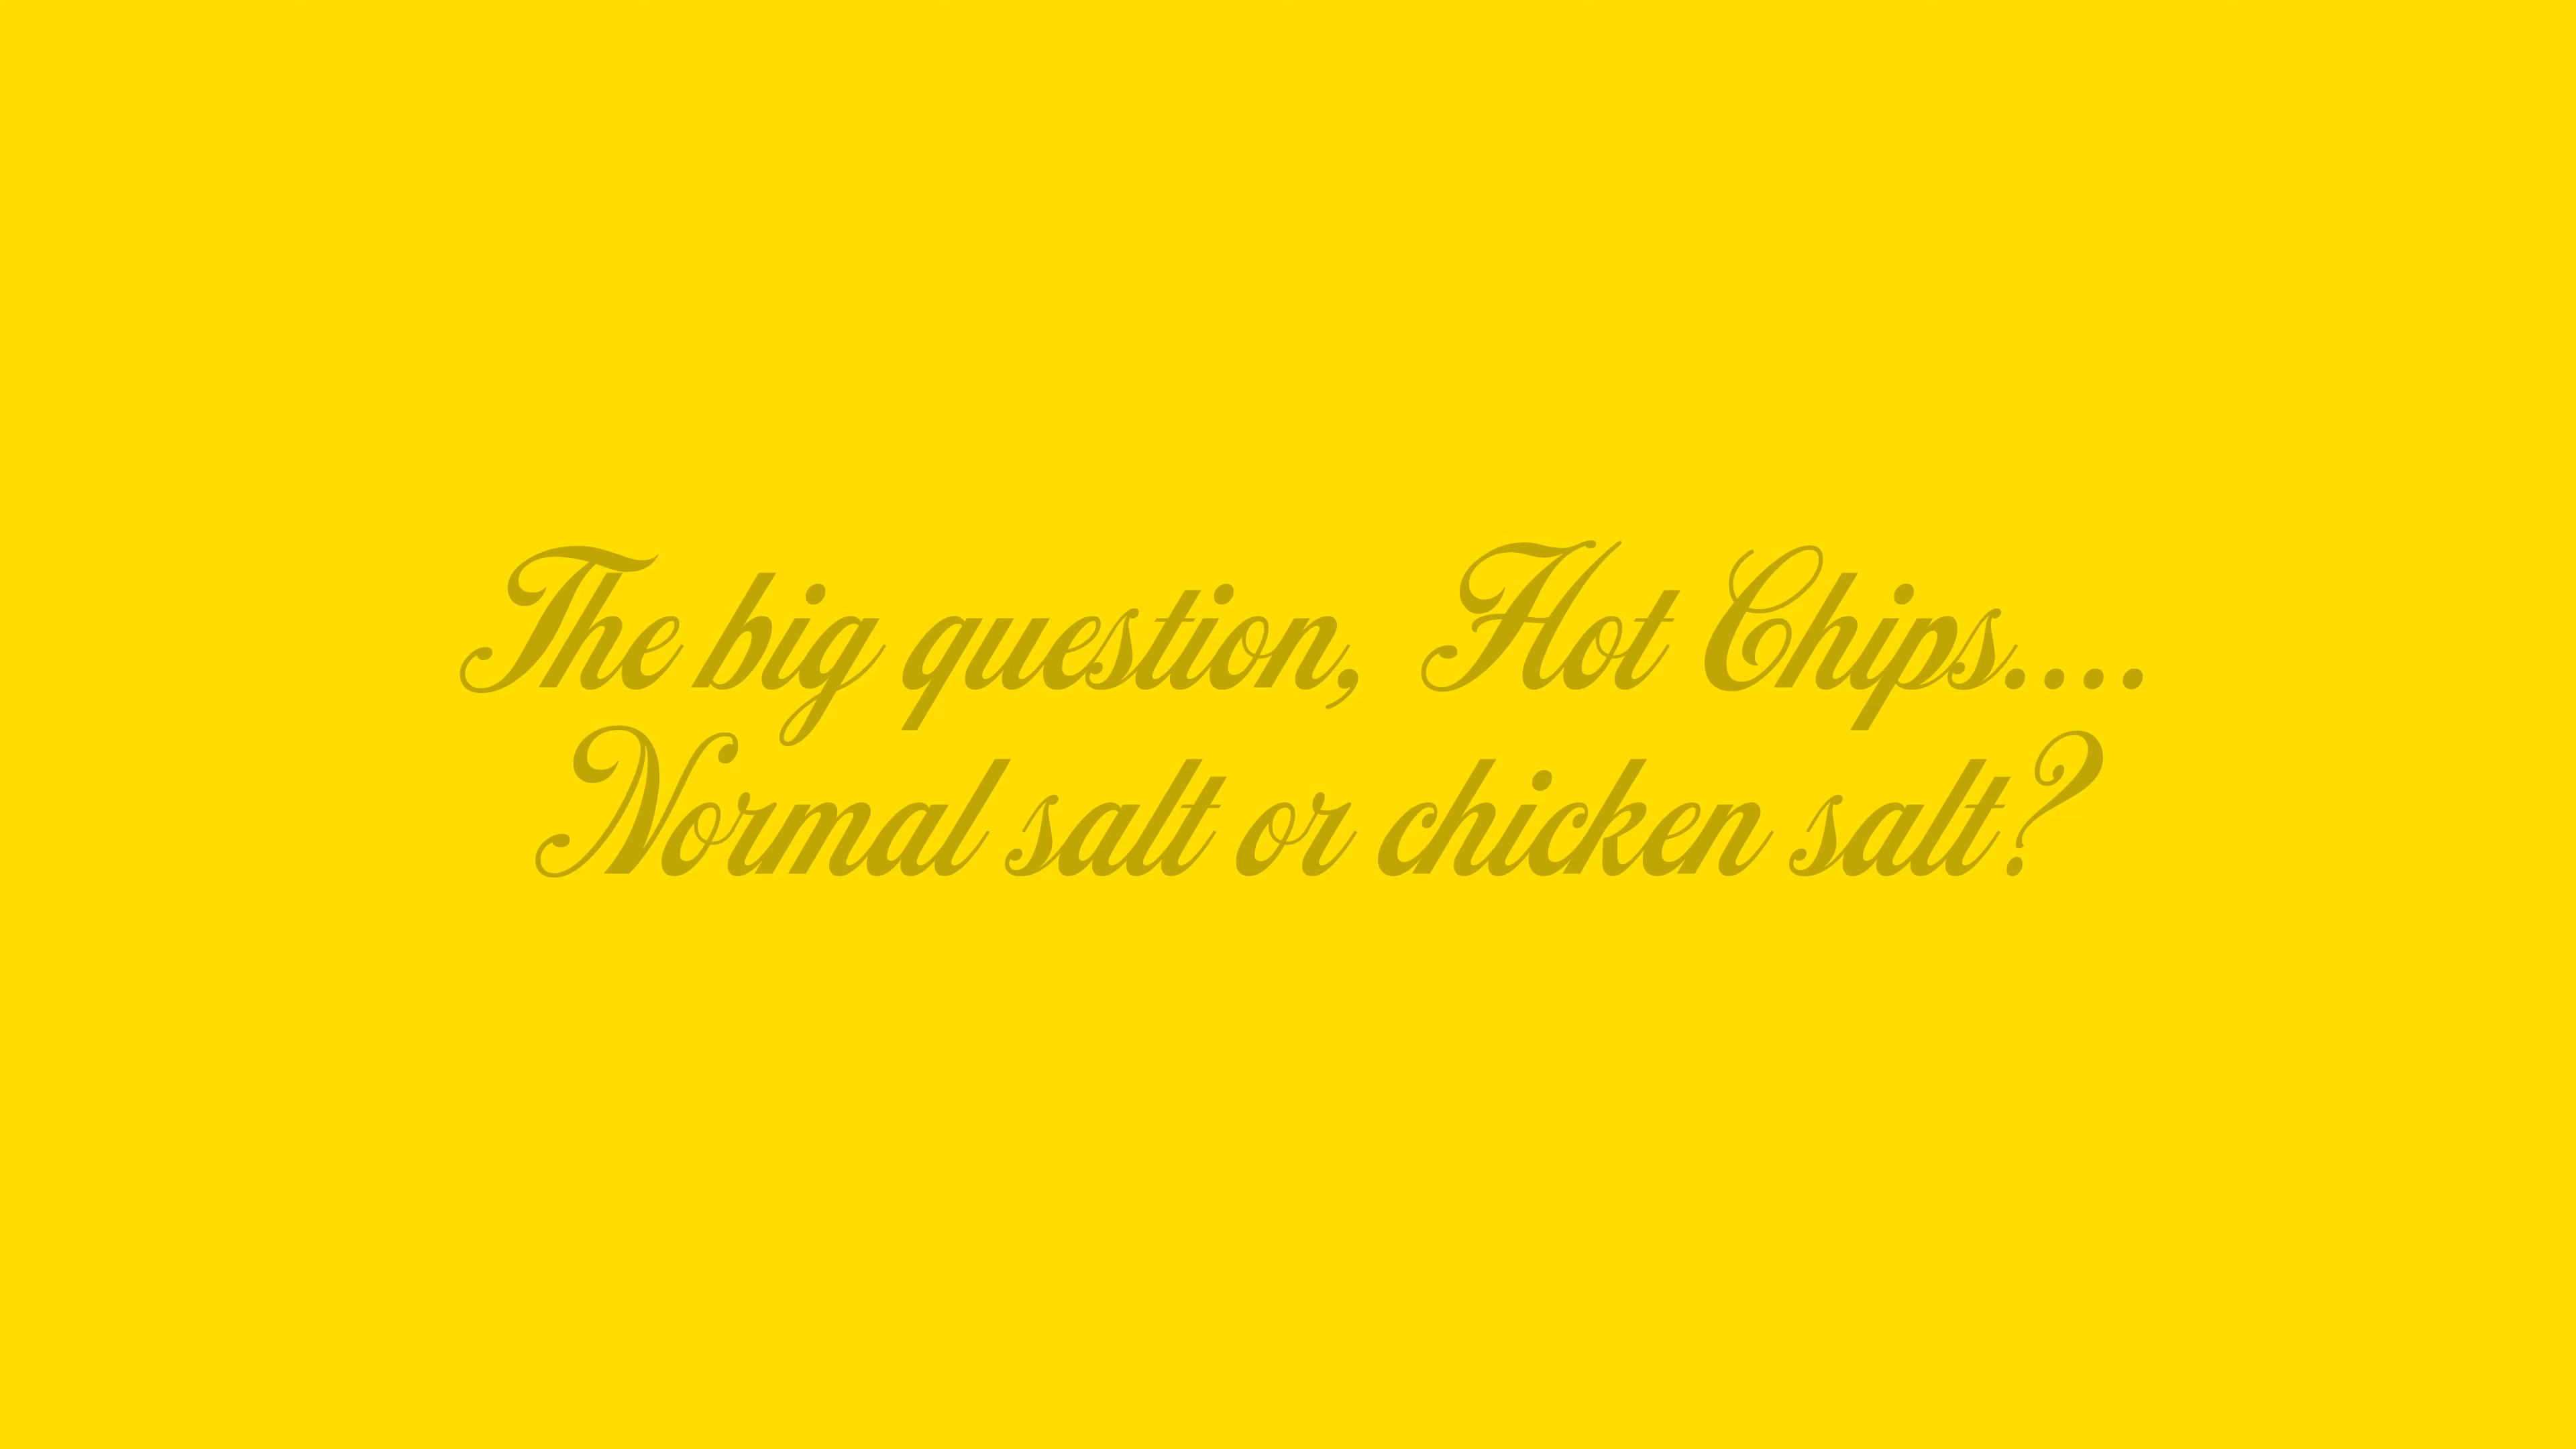 The big question, Hot Chips....
Normal salt or chicken salt?